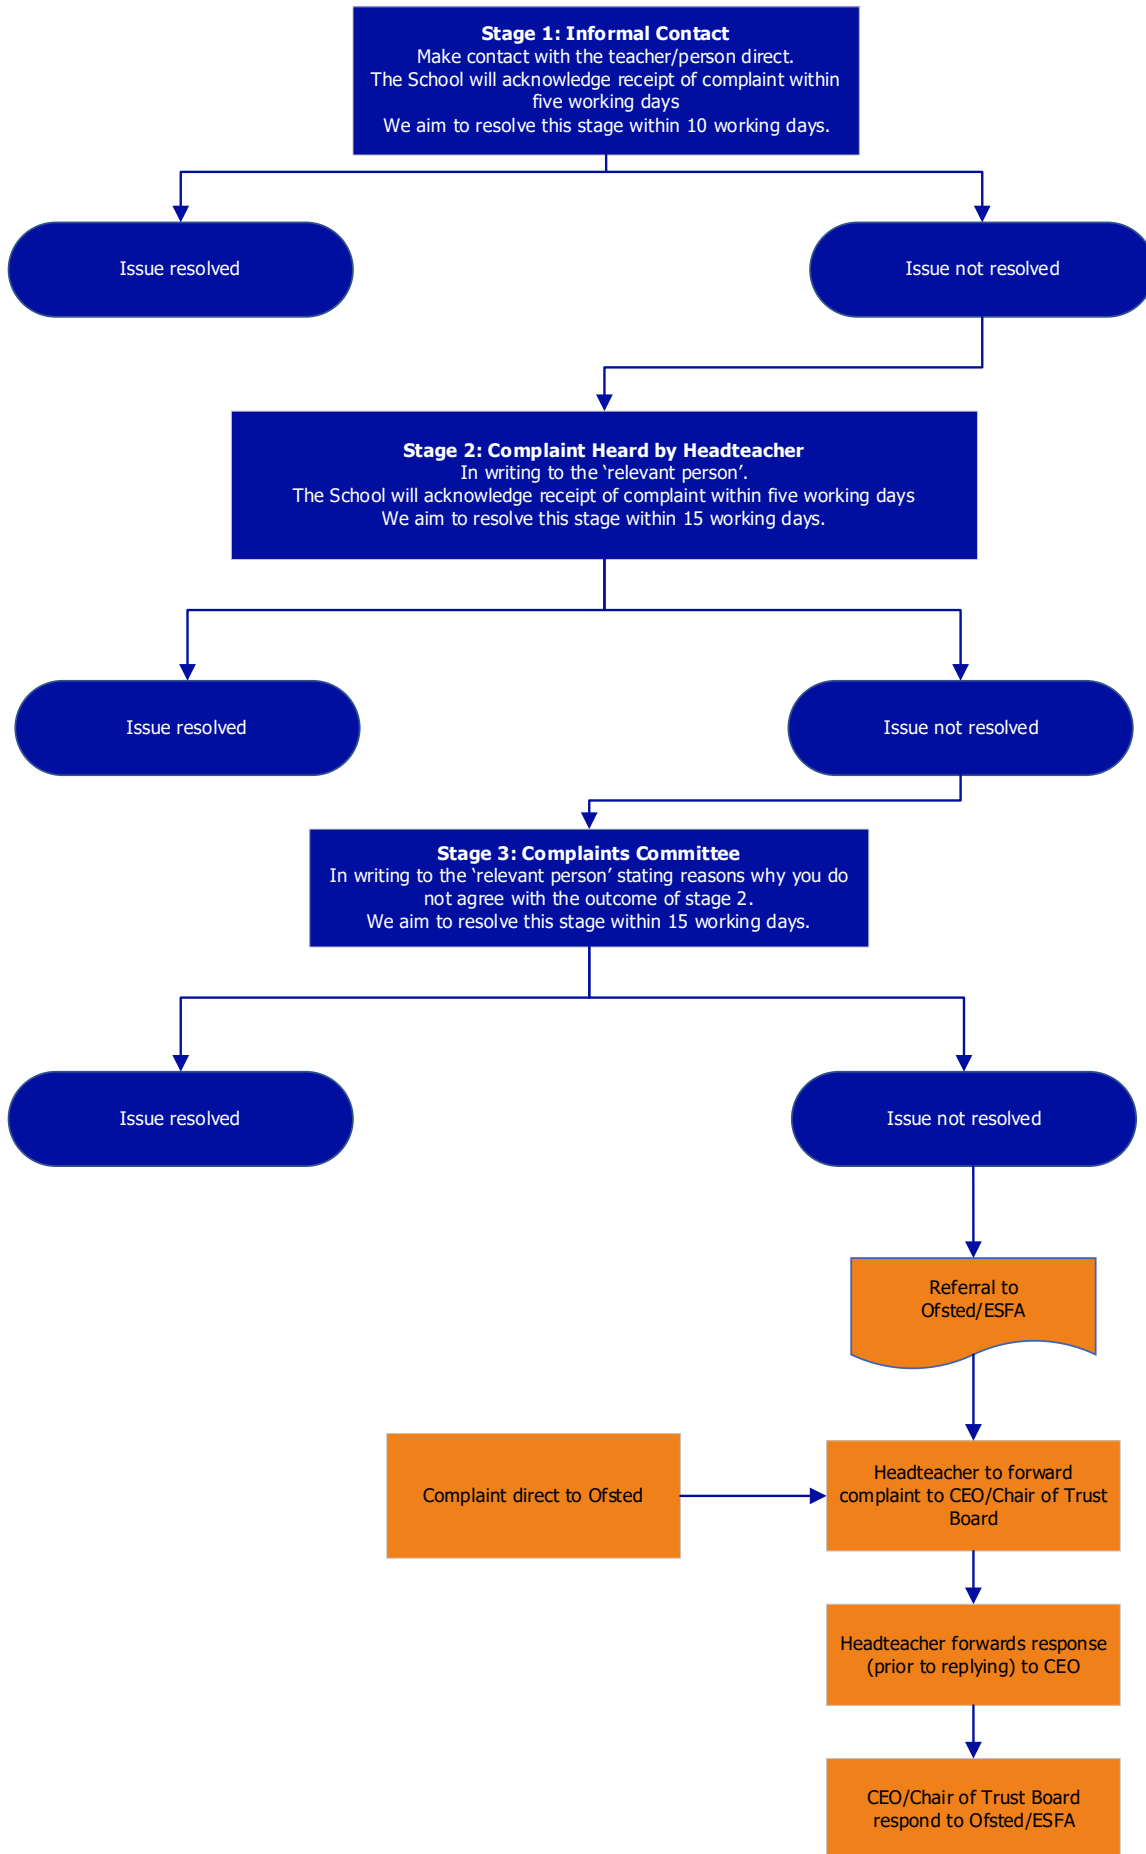 Stage 1: Informal Contact
Make contact with the teacher/person direct.
The School will acknowledge receipt of complaint within
five working days
We aim to resolve this stage within 10 working days.
Issue resolved
Issue not resolved
Stage 2: Complaint Heard by Headteacher
In writing to the ‘relevant person’.
The School will acknowledge receipt of complaint within five working days
We aim to resolve this stage within 15 working days.
Issue resolved
Issue not resolved
Stage 3: Complaints Committee
In writing to the ‘relevant person’ stating reasons why you do
not agree with the outcome of stage 2.
We aim to resolve this stage within 15 working days.
Issue resolved
Issue not resolved
Referral to
Ofsted/ESFA
Complaint direct to Ofsted
Headteacher to forward
complaint to CEO/Chair of Trust
Board
Headteacher forwards response
(prior to replying) to CEO
CEO/Chair of Trust Board
respond to Ofsted/ESFA